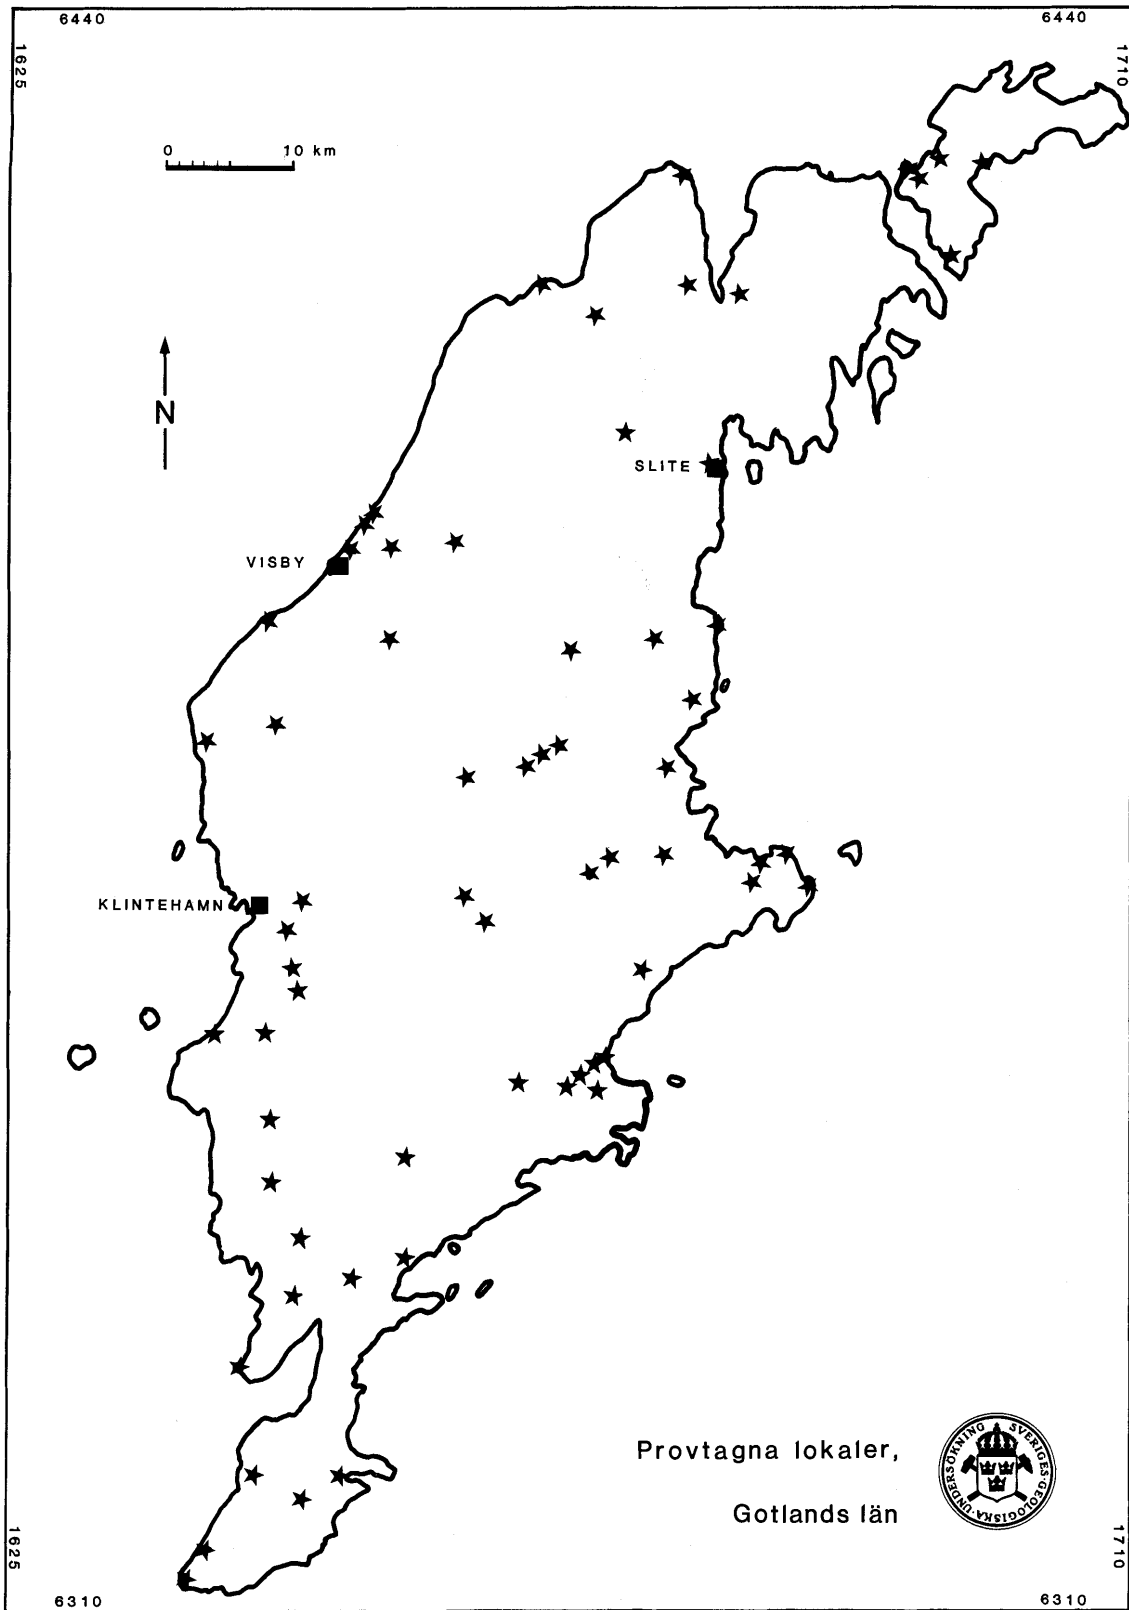 6440
6440
1625
1710
0 10 km
N
SLITE
VISBY
KLINTEHAMN
Provtagna lokaler,
Gotlands län
SVERIGES·GEOLOGISKA·UNDERSÖKNING
1625
1710
6310
6310